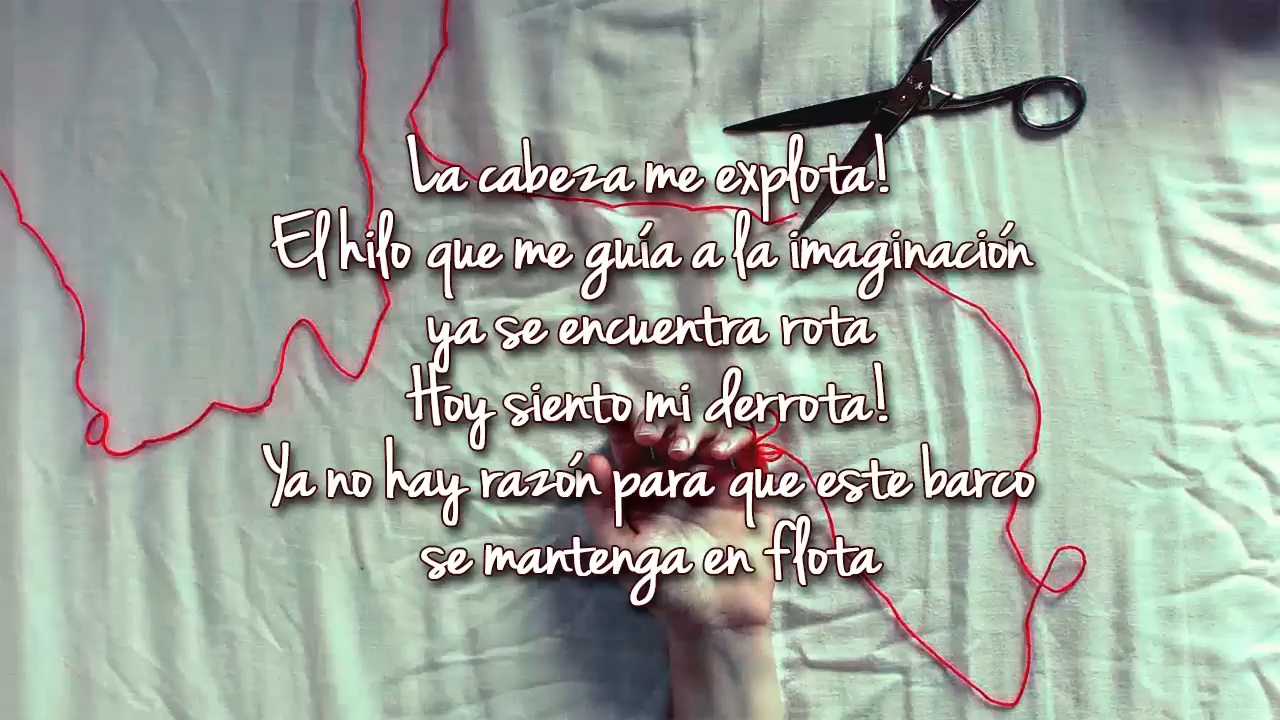 La cabeza me explota!
El hilo que me guía a la imaginación
ya se encuentra rota
Hoy siento mi derrota!
Ya no hay razón para que este barco
se mantenga en flota